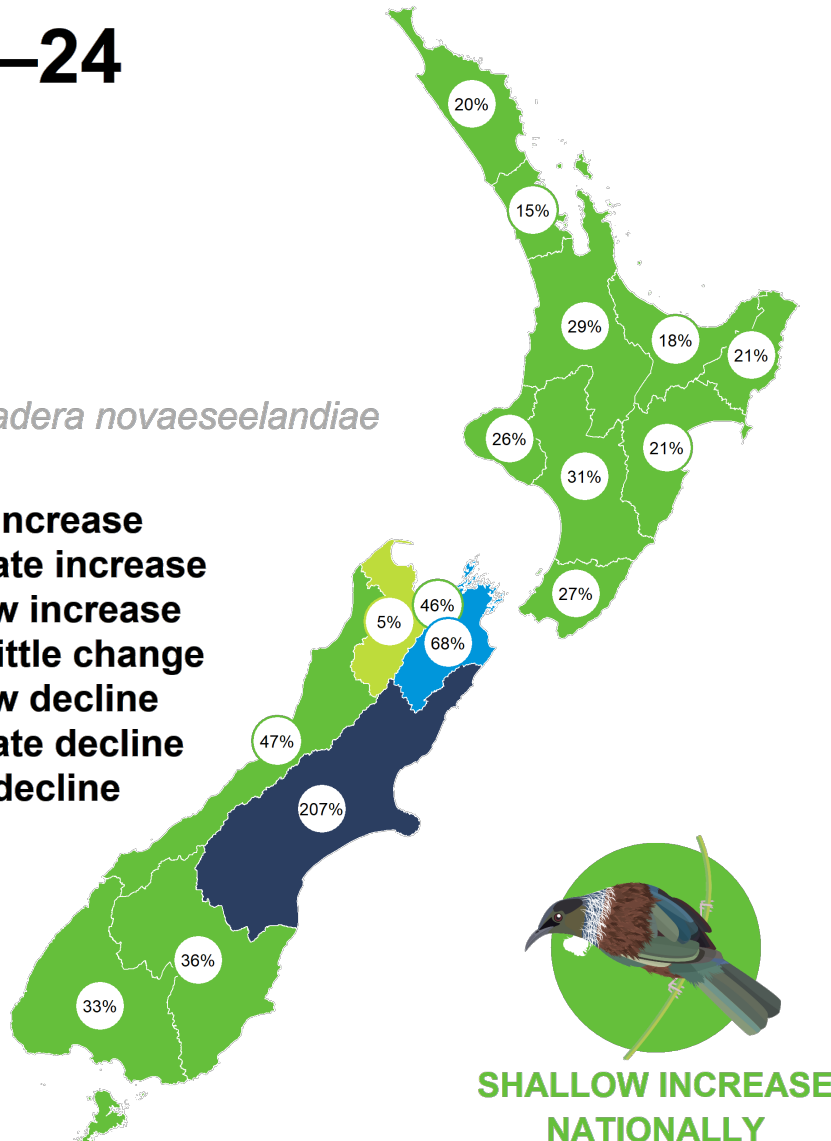 –24
20%
15%
29%
18%
21%
adera novaeseelandiae
26%
21%
31%
ncrease
ate increase
27%
w increase
46%
5%
ittle change
68%
w decline
ate decline
47%
decline
207%
36%
33%
SHALLOW INCREASE
NATIONALLY